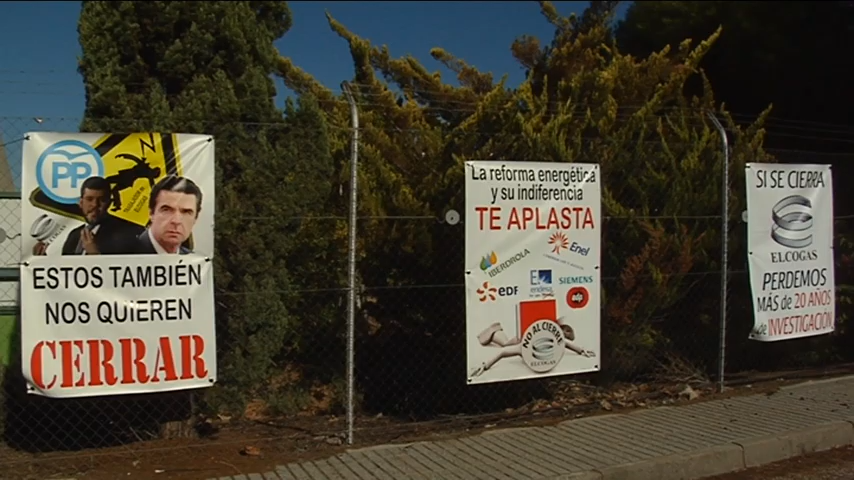 PP
ESTOS TAMBIÉN
NOS QUIEREN
CERRAR
La reforma energética
y su indiferencia
TE APLASTA
IBERDROLA
Enel
endesa
SIEMENS
eDF
edp
NO AL CIERRE
ELCOGAS
SI SE CIERRA
ELCOGAS
PERDEMOS
MÁS de 20 AÑOS
de INVESTIGACIÓN